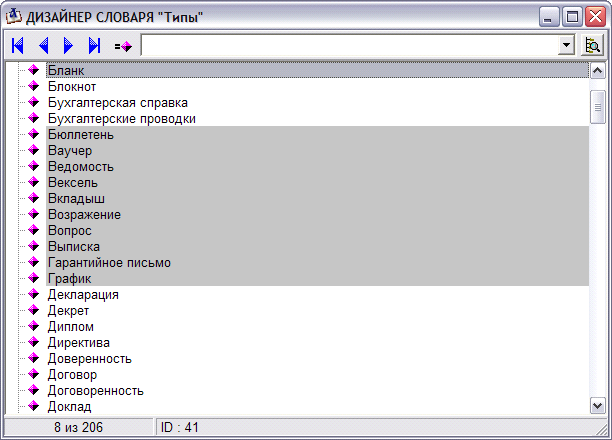 ДИЗАЙНЕР СЛОВАРЯ "Типы"
Бланк
Блокнот
Бухгалтерская справка
Бухгалтерские проводки
Бюллетень
Ваучер
Ведомость
Вексель
Вкладыш
Возражение
Вопрос
Выписка
Гарантийное письмо
График
Декларация
Декрет
Диплом
Директива
Доверенность
Договор
Договоренность
Доклад
8 из 206 ID : 41